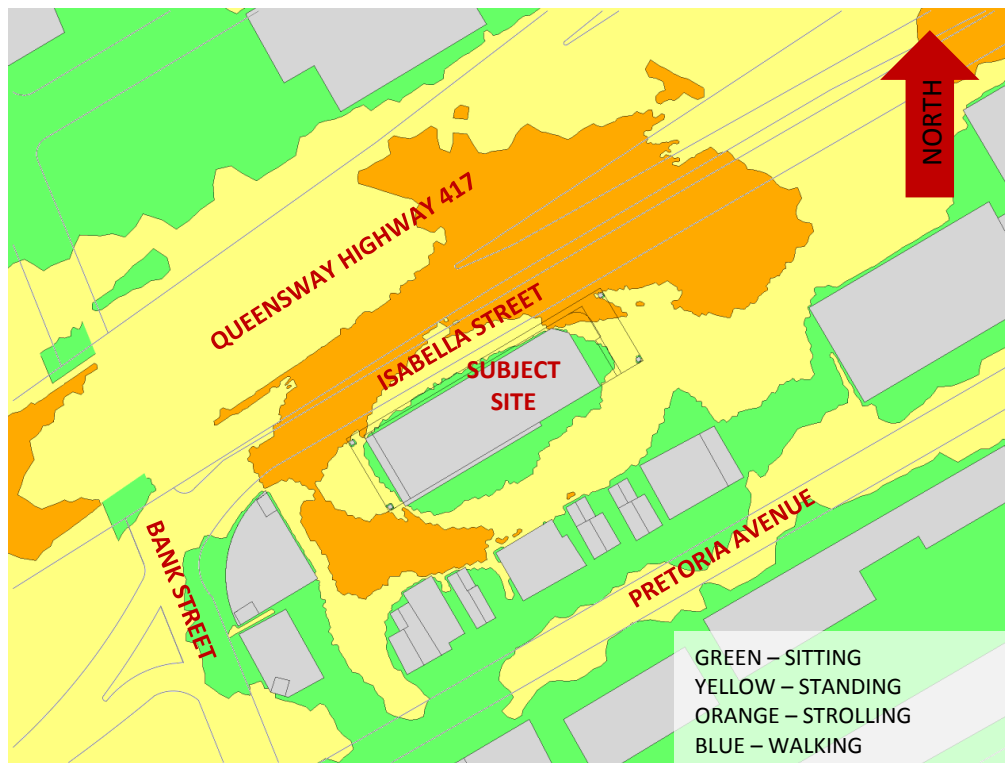 NORTH
QUEENSWAY HIGHWAY 417
ISABELLA STREET
SUBJECT
SITE
BANK STREET
PRETORIA AVENUE
GREEN – SITTING
YELLOW – STANDING
ORANGE – STROLLING
BLUE – WALKING